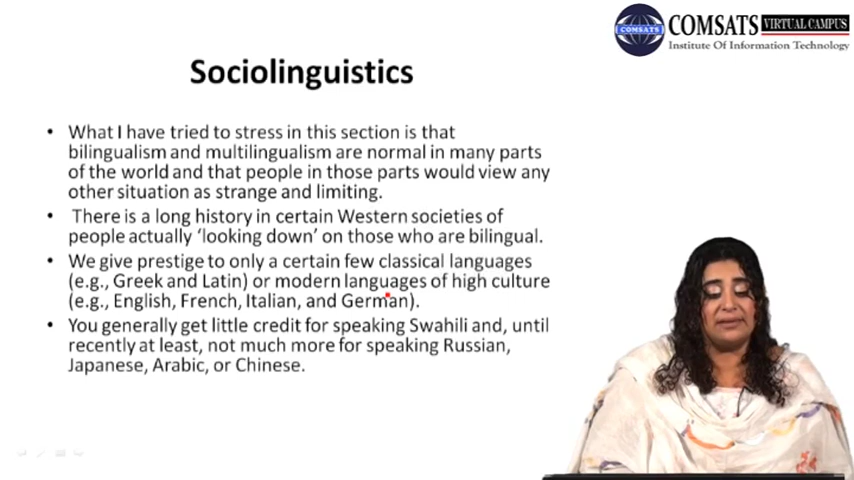 COMSATS VIRTUAL CAMPUS
COMSATS
Institute Of Information Technology
Sociolinguistics
• What I have tried to stress in this section is that
bilingualism and multilingualism are normal in many parts
of the world and that people in those parts would view any
other situation as strange and limiting.
• There is a long history in certain Western societies of
people actually ‘looking down’ on those who are bilingual.
• We give prestige to only a certain few classical languages
(e.g., Greek and Latin) or modern languages of high culture
(e.g., English, French, Italian, and German).
• You generally get little credit for speaking Swahili and, until
recently at least, not much more for speaking Russian,
Japanese, Arabic, or Chinese.